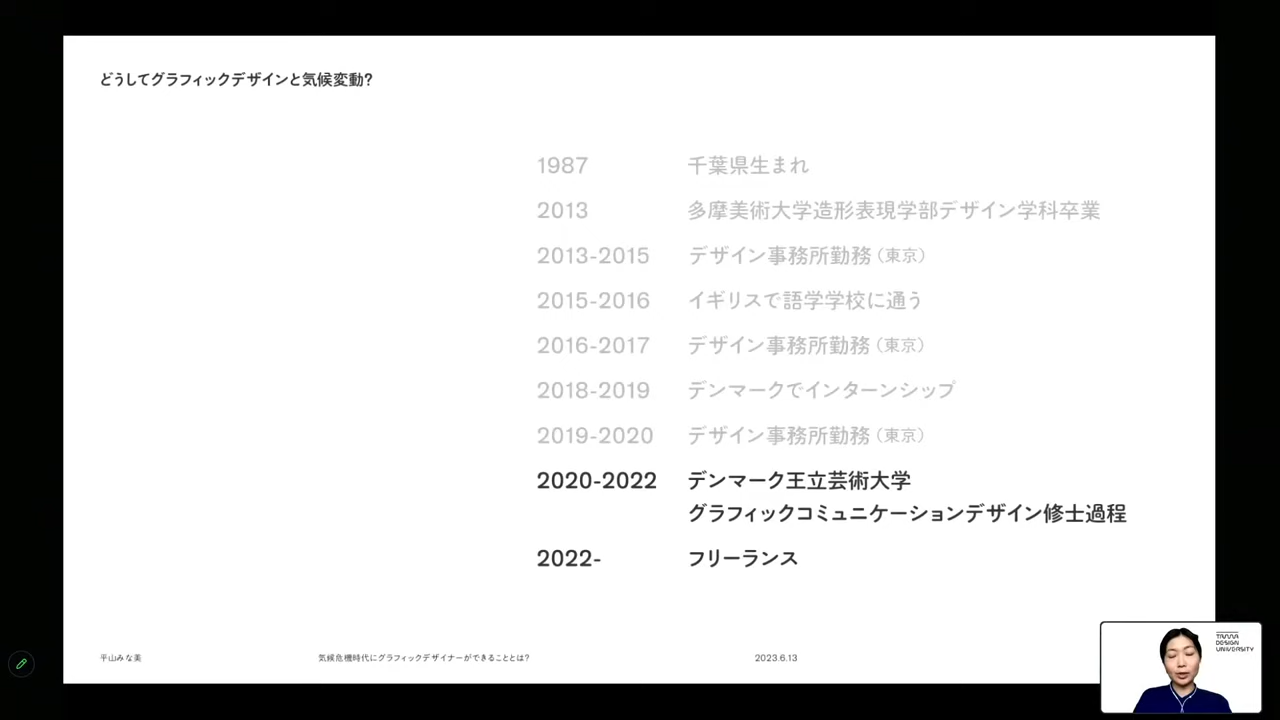 どうしてグラフィックデザインと気候変動?
1987 千葉県生まれ
2013 多摩美術大学造形表現学部デザイン学科卒業
2013-2015 デザイン事務所勤務（東京）
2015-2016 イギリスで語学学校に通う
2016-2017 デザイン事務所勤務（東京）
2018-2019 デンマークでインターンシップ
2019-2020 デザイン事務所勤務（東京）
2020-2022 デンマーク王立芸術大学
グラフィックコミュニケーションデザイン修士過程
2022- フリーランス
平山みな美 気候危機時代にグラフィックデザイナーができることとは? 2023.6.13
TAMA
DESIGN
UNIVERSITY